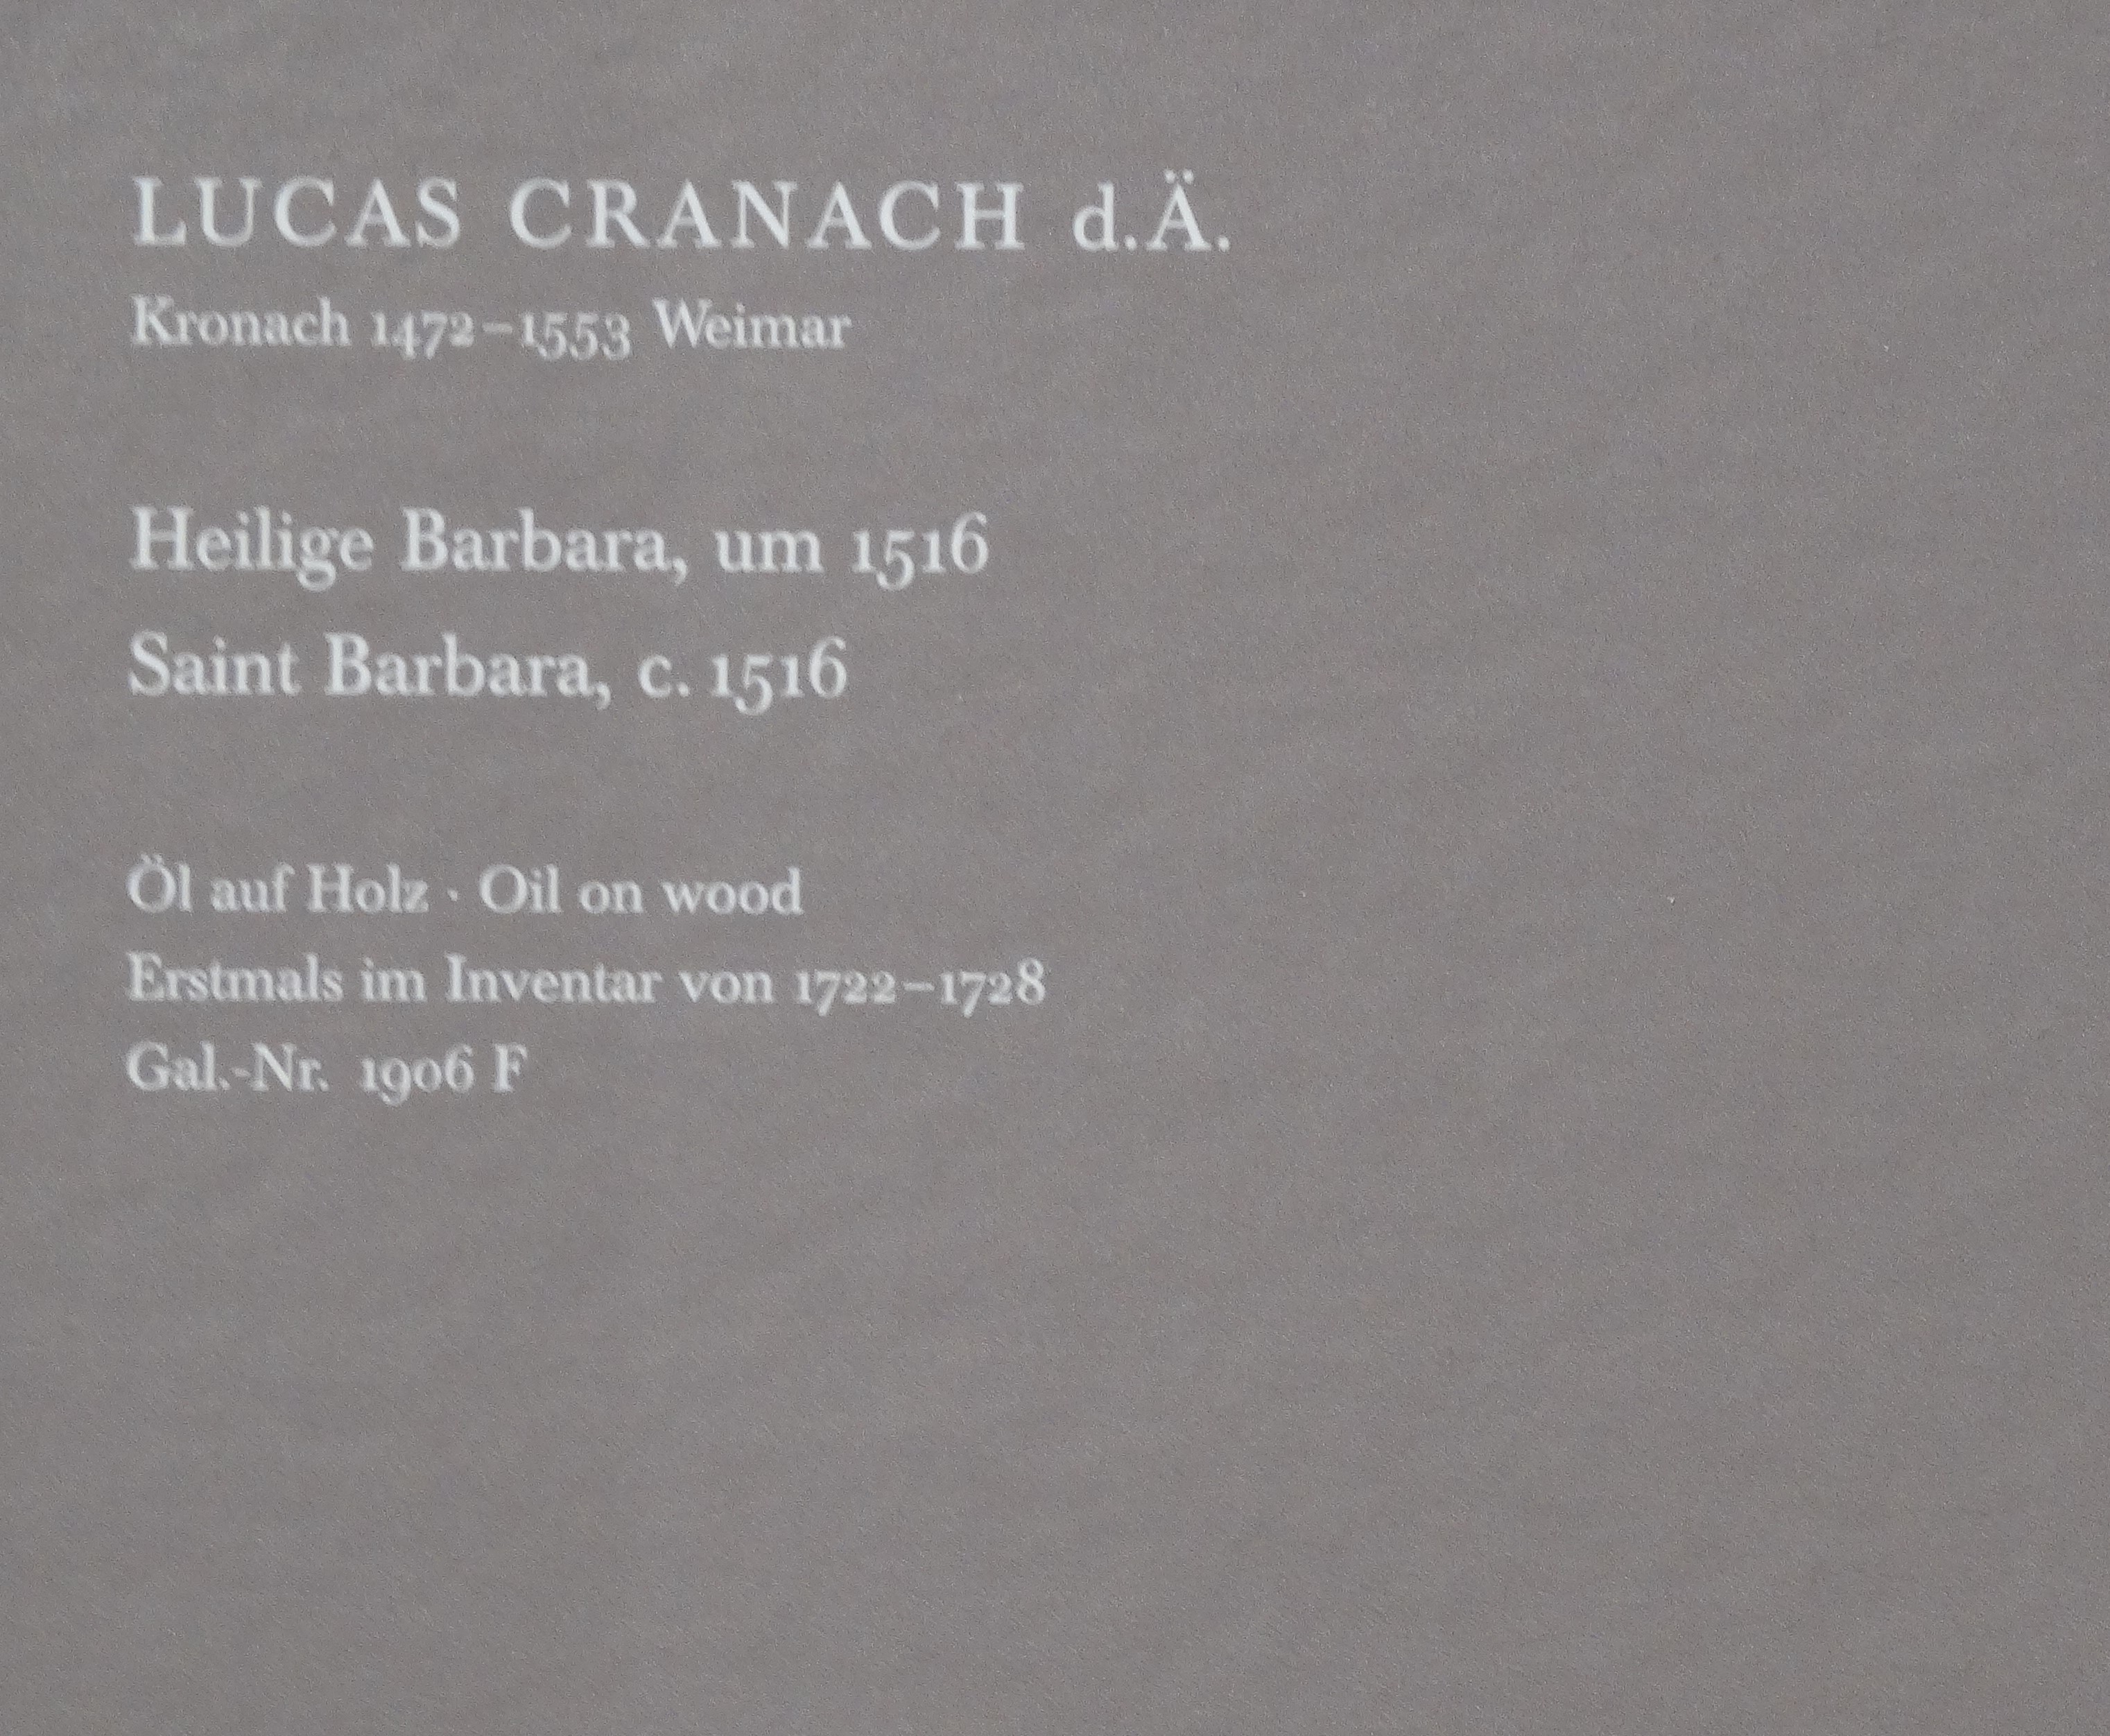 LUCAS CRANACH d.Ä.
Kronach 1472–1553 Weimar
Heilige Barbara, um 1516
Saint Barbara, c. 1516
Öl auf Holz · Oil on wood
Erstmals im Inventar von 1722–1728
Gal.-Nr. 1906 F